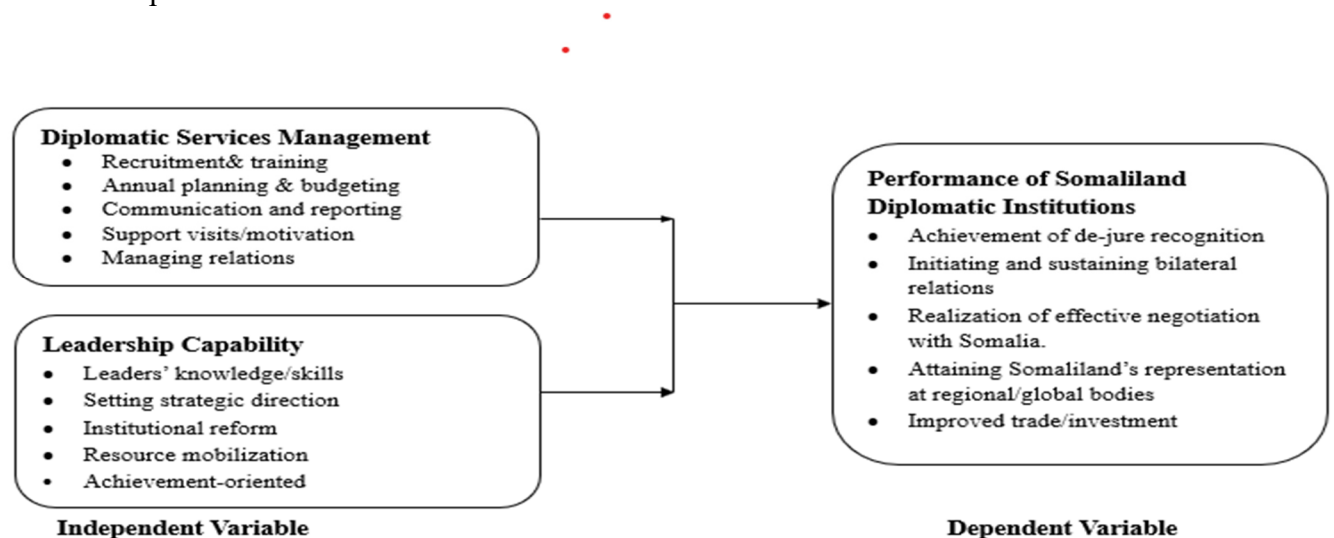 Diplomatic Services Management
• Recruitment& training
• Annual planning & budgeting
• Communication and reporting
• Support visits/motivation
• Managing relations
Leadership Capability
• Leaders' knowledge/skills
• Setting strategic direction
• Institutional reform
• Resource mobilization
• Achievement-oriented
Independent Variable
Performance of Somaliland
Diplomatic Institutions
• Achievement of de-jure recognition
• Initiating and sustaining bilateral
relations
• Realization of effective negotiation
with Somalia.
• Attaining Somaliland’s representation
at regional/global bodies
• Improved trade/investment
Dependent Variable